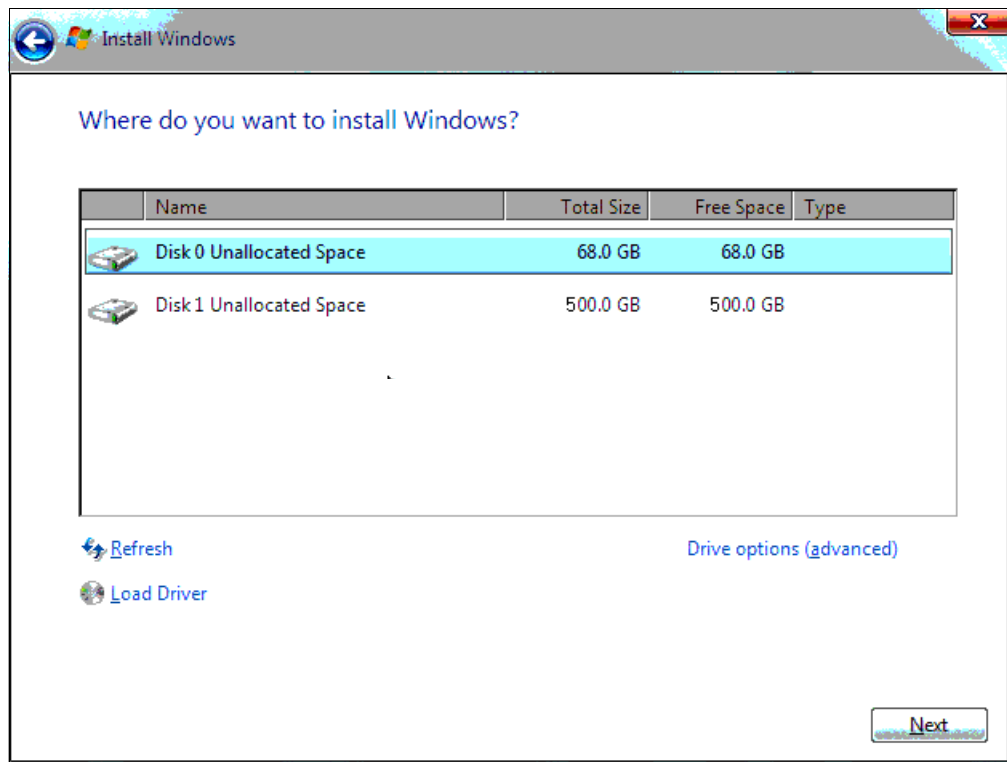 Install Windows
Where do you want to install Windows?
Name Total Size Free Space Type
Disk 0 Unallocated Space 68.0 GB 68.0 GB
Disk 1 Unallocated Space 500.0 GB 500.0 GB
Refresh Drive options (advanced)
Load Driver
Next